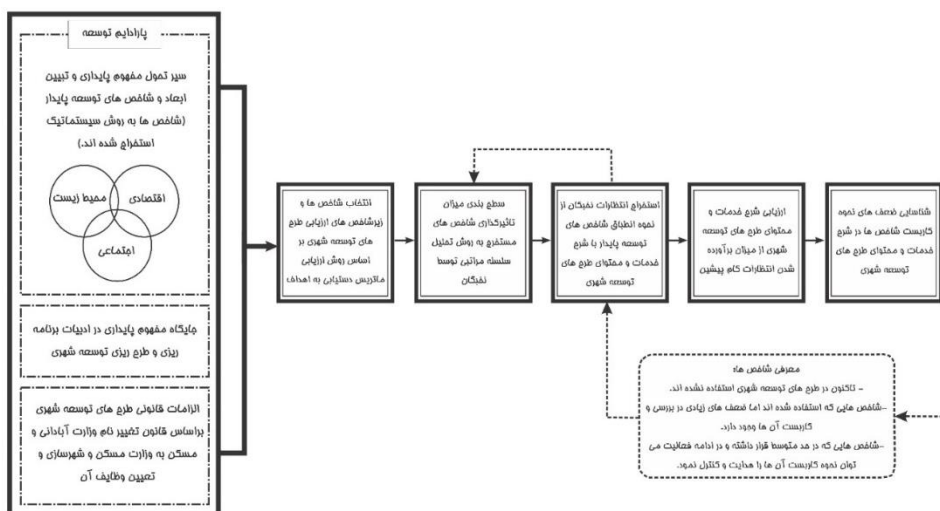 پارادایم توسعه
سیر تحول مفهوم پایداری و تبیین
ابعاد و شاخص های توسعه پایدار
(شاخص ها به روش سیستماتیک
استخراج شده اند.)
محیط زیست
اقتصادی
اجتماعی
جایگاه مفهوم پایداری در ادبیات برنامه
ریزی و طرح ریزی توسعه شهری
الزامات قانونی طرح های توسعه شهری
براساس قانون تغییر نام وزارت آبادانی و
مسکن به وزارت مسکن و شهرسازی و
تعیین وظایف آن
انتخاب شاخص ها و
زیرشاخص های ارزیابی طرح
های توسعه شهری بر
اساس روش ارزیابی
ماتریس دستیابی به اهداف
سطح بندی میزان
تاثیرگذاری شاخص های
مستخرج به روش تحلیل
سلسله مراتبی توسط
نخبگان
استخراج انتظارات نخبگان از
نحوه انطباق شاخص های
توسعه پایدار با شرح
خدمات و محتوای طرح های
توسعه شهری
ارزیابی شرح خدمات و
محتوای طرح های توسعه
شهری از میزان برآورده
شدن انتظارات گام پیشین
شناسایی ضعف های نحوه
کاربست شاخص ها در شرح
خدمات و محتوای طرح های
توسعه شهری
معرفی شاخص ها:
- تاکنون در طرح های توسعه شهری استفاده نشده اند.
-شاخص هایی که استفاده شده اند اما ضعف های زیادی در بررسی و
کاربست آن ها وجود دارد.
-شاخص هایی که در حد متوسط قرار داشته و در ادامه فعالیت می
توان نحوه کاربست آن ها را هدایت و کنترل نمود.